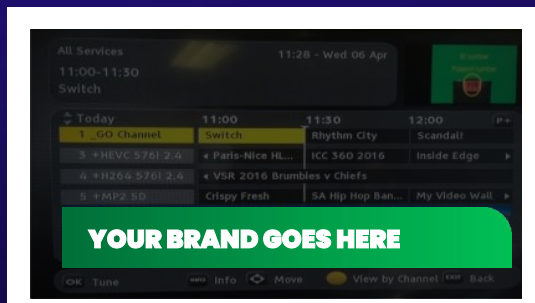 All Services
11:28 - Wed 06 Apr
11:00-11:30
Switch
Today 11:00 11:30 12:00 P+
1 _GO Channel Switch Rhythm City Scandal!
3 +HEVC 576i 2.4 Paris-Nice HL... ICC 360 2016 Inside Edge
4 +H264 576i 2.4 VSR 2016 Brumbies v Chiefs
5 +MP2 SD Crispy Fresh SA Hip Hop Ban... My Video Wall
YOUR BRAND GOES HERE
OK Tune Info Move View by Channel EXIT Back